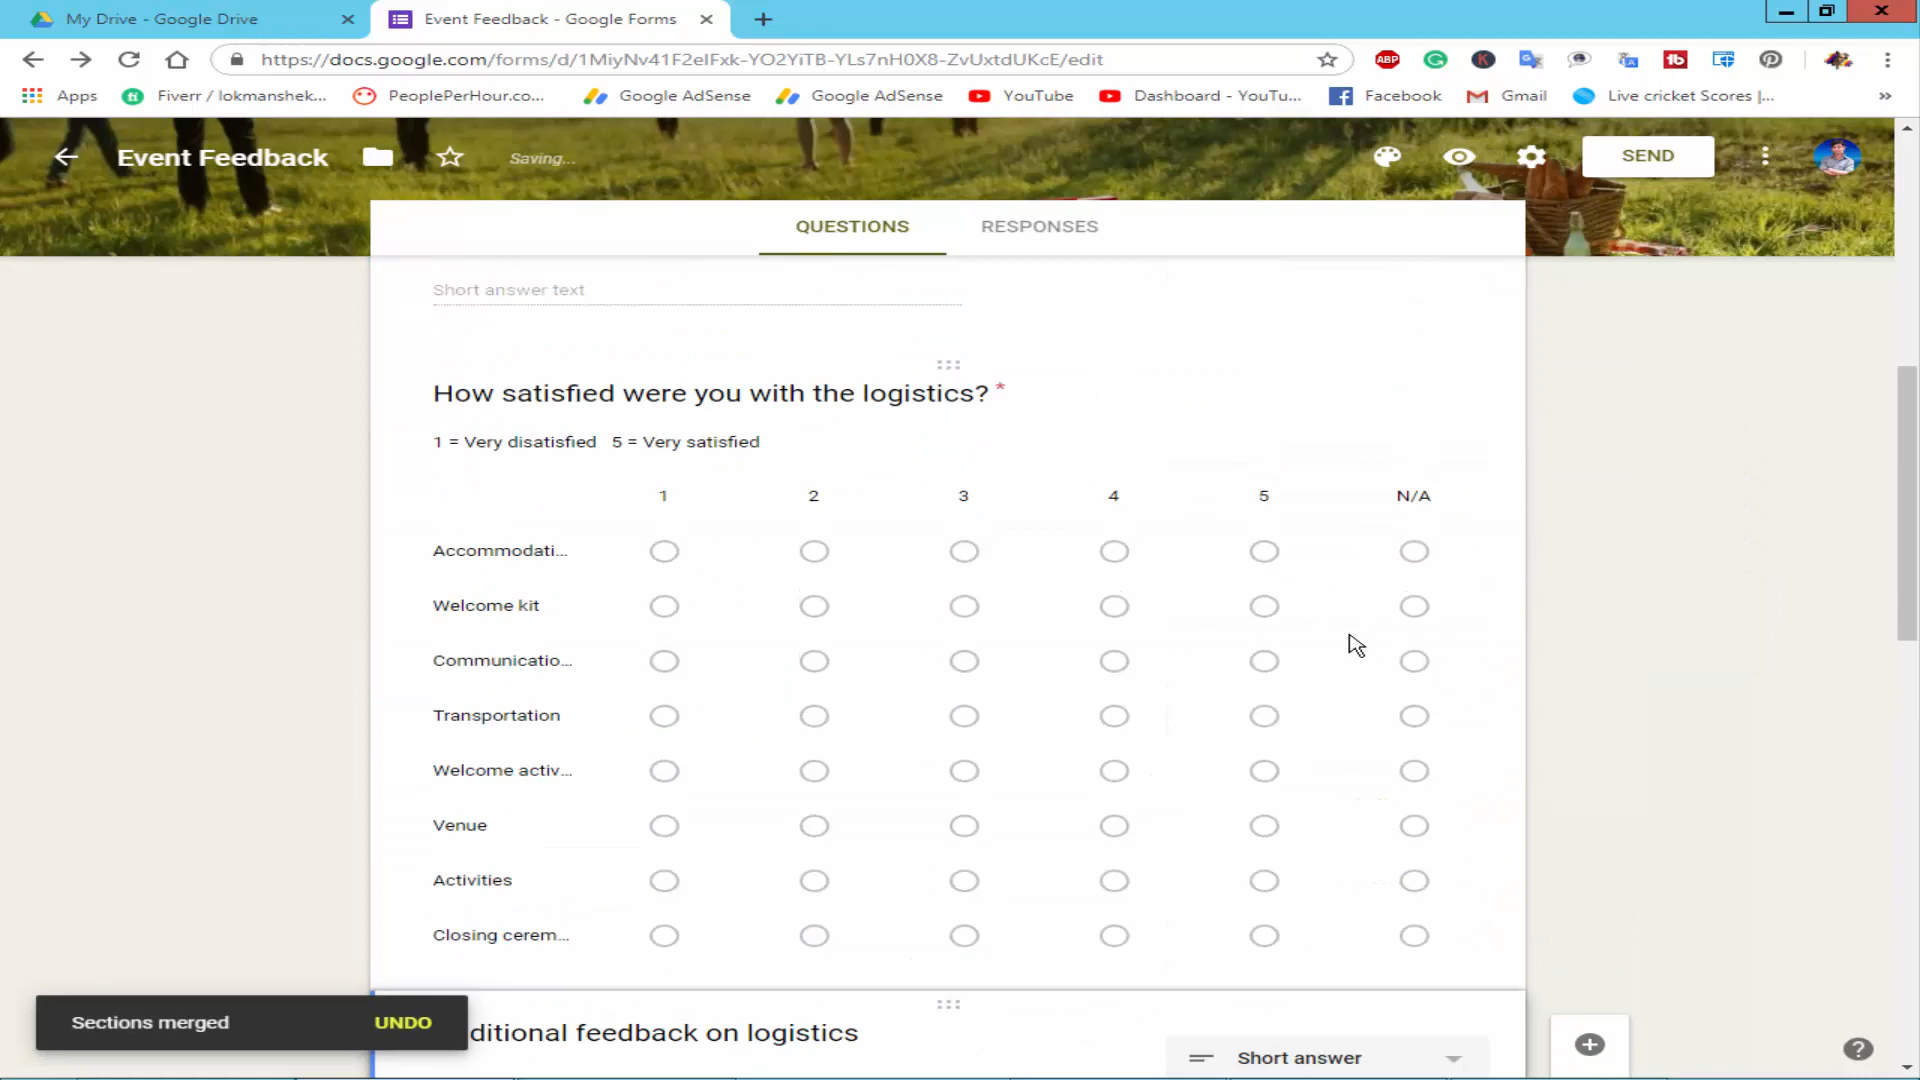 My Drive - Google Drive
Event Feedback - Google Forms
https://docs.google.com/forms/d/1MiyNv41F2eIFxk-YO2YiTB-YLs7nH0X8-ZvUxtdUKcE/edit
ABP
Apps
fi Fiverr / lokmanshek...
PeoplePerHour.co...
Google AdSense
Google AdSense
YouTube
Dashboard - YouTu...
Facebook
Gmail
Live cricket Scores |...
Event Feedback
Saving...
SEND
QUESTIONS
RESPONSES
Short answer text
How satisfied were you with the logistics? *
1 = Very disatisfied 5 = Very satisfied
1 2 3 4 5 N/A
Accommodati...
Welcome kit
Communicatio...
Transportation
Welcome activ...
Venue
Activities
Closing cerem...
Sections merged UNDO
ditional feedback on logistics
Short answer